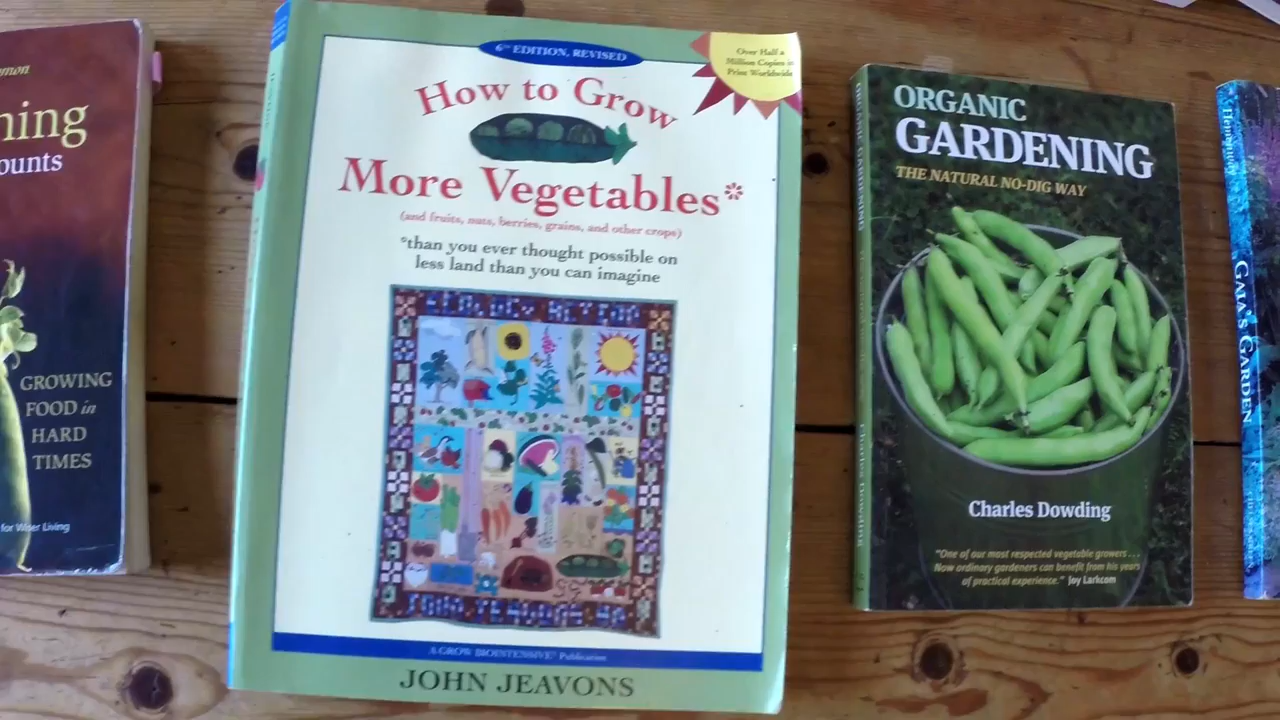 mon
ning
ounts
GROWING
FOOD in
HARD
TIMES
for Wiser Living
6TH EDITION, REVISED
Over Half a
Million Copies in
Print Worldwide
How to Grow
More Vegetables*
(and fruits, nuts, berries, grains, and other crops)
*than you ever thought possible on
less land than you can imagine
A GROW BIOINTENSIVE® Publication
JOHN JEAVONS
ORGANIC GARDENING
Charles Dowding
ORGANIC
GARDENING
THE NATURAL NO-DIG WAY
Charles Dowding
"One of our most respected vegetable growers . . .
Now ordinary gardeners can benefit from his years
of practical experience." Joy Larkcom
Hemenway
GAIA'S GARDEN